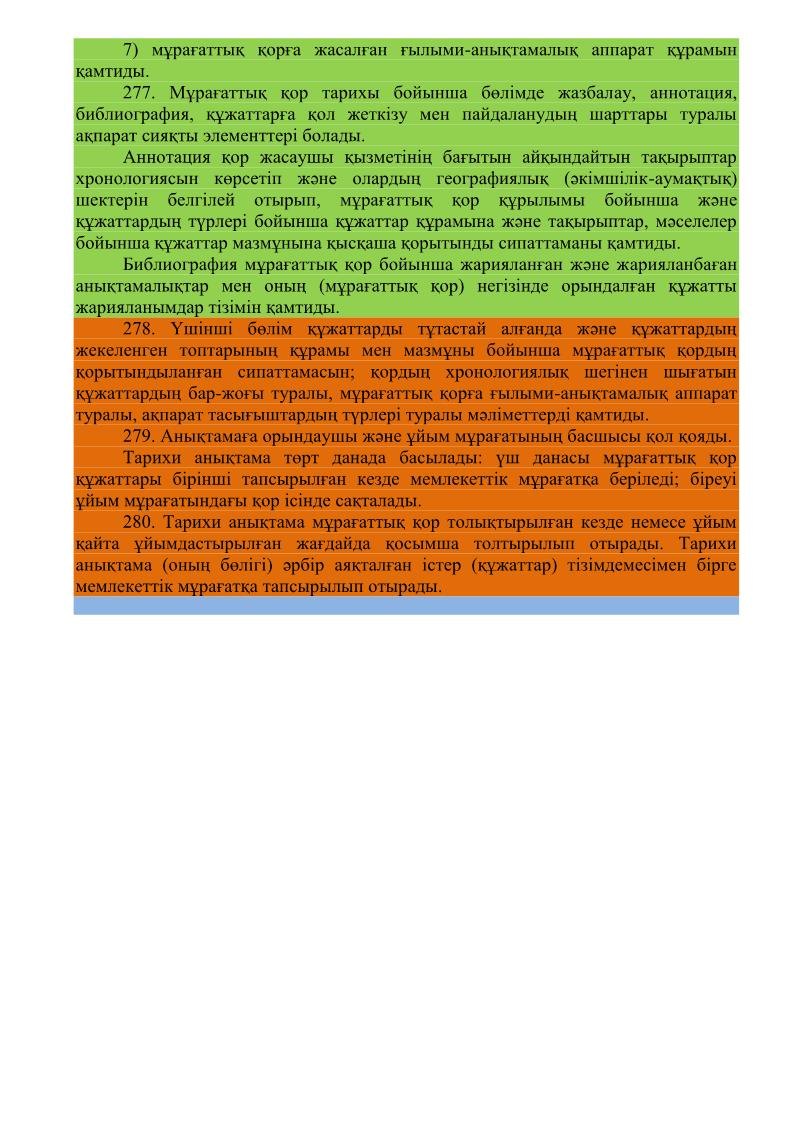 7) мұрағаттық қорға жасалған ғылыми-анықтамалық аппарат құрамын
қамтиды.
277. Мұрағаттық қор тарихы бойынша бөлімде жазбалау, аннотация,
библиография, құжаттарға қол жеткізу мен пайдаланудың шарттары туралы
ақпарат сияқты элементтері болады.
Аннотация қор жасаушы қызметінің бағытын айқындайтын тақырыптар
хронологиясын көрсетіп және олардың географиялық (әкімшілік-аумақтық)
шектерін белгілей отырып, мұрағаттық қор құрылымы бойынша және
құжаттардың түрлері бойынша құжаттар құрамына және тақырыптар, мәселелер
бойынша құжаттар мазмұнына қысқаша қорытынды сипаттаманы қамтиды.
Библиография мұрағаттық қор бойынша жарияланған және жарияланбаған
анықтамалықтар мен оның (мұрағаттық қор) негізінде орындалған құжатты
жарияланымдар тізімін қамтиды.
278. Үшінші бөлім құжаттарды тұтастай алғанда және құжаттардың
жекеленген топтарының құрамы мен мазмұны бойынша мұрағаттық қордың
қорытындыланған сипаттамасын; қордың хронологиялық шегінен шығатын
құжаттардың бар-жоғы туралы, мұрағаттық қорға ғылыми-анықтамалық аппарат
туралы, ақпарат тасығыштардың түрлері туралы мәліметтерді қамтиды.
279. Анықтамаға орындаушы және ұйым мұрағатының басшысы қол қояды.
Тарихи анықтама төрт данада басылады: үш данасы мұрағаттық қор
құжаттары бірінші тапсырылған кезде мемлекеттік мұрағатқа беріледі; біреуі
ұйым мұрағатындағы қор ісінде сақталады.
280. Тарихи анықтама мұрағаттық қор толықтырылған кезде немесе ұйым
қайта ұйымдастырылған жағдайда қосымша толтырылып отырады. Тарихи
анықтама (оның бөлігі) әрбір аяқталған істер (құжаттар) тізімдемесімен бірге
мемлекеттік мұрағатқа тапсырылып отырады.